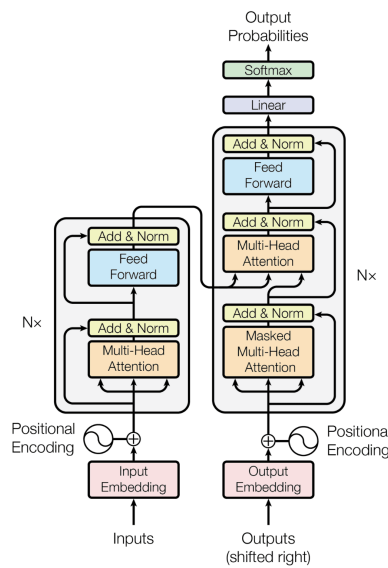 Output
Probabilities
Softmax
Linear
Add & Norm
Feed
Forward
Add & Norm
Multi-Head
Attention
Nx
Add & Norm
Masked
Multi-Head
Attention
Add & Norm
Feed
Forward
Nx
Add & Norm
Multi-Head
Attention
Positional
Encoding
Positiona
Encoding
Input
Embedding
Output
Embedding
Inputs
Outputs
(shifted right)